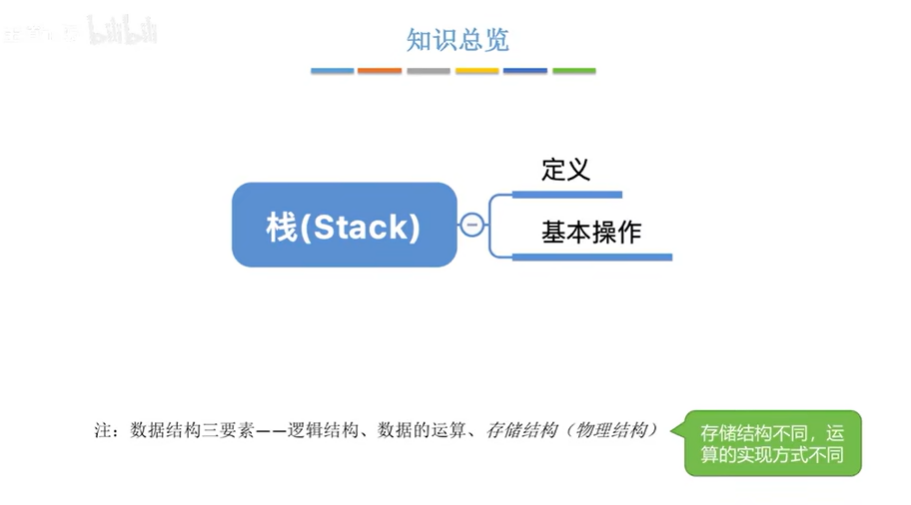 bilibili
知识总览
栈(Stack)
定义
基本操作
注：数据结构三要素——逻辑结构、数据的运算、存储结构（物理结构）
存储结构不同，运
算的实现方式不同